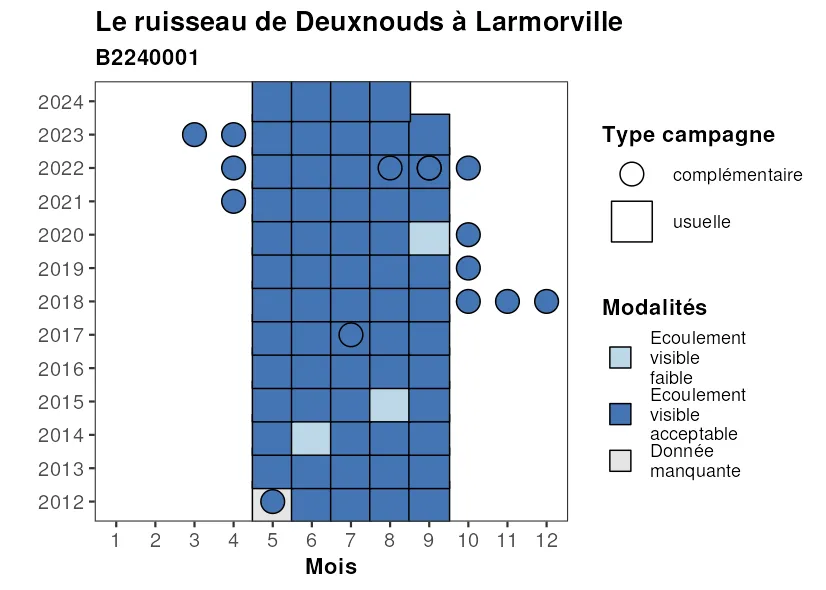 Le ruisseau de Deuxnouds à Larmorville
B2240001
2024
2023
2022
2021
2020
2019
2018
2017
2016
2015
2014
2013
2012
1 2 3 4 5 6 7 8 9 10 11 12
Mois
Type campagne
complémentaire
usuelle
Modalités
Ecoulement
visible
faible
Ecoulement
visible
acceptable
Donnée
manquante